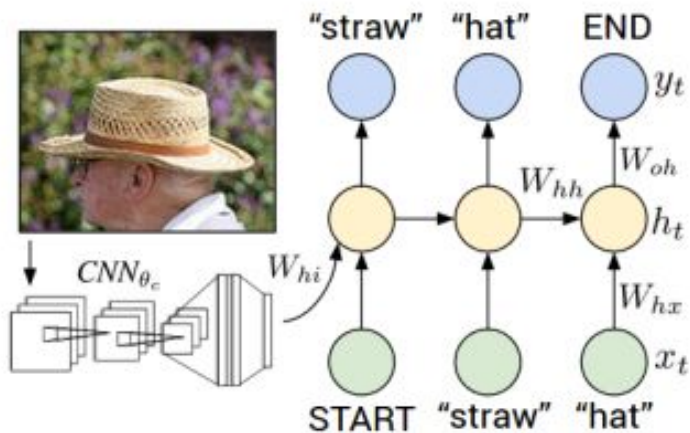 “straw” “hat” END
y_t
W_oh
W_hh
h_t
CNN_θc
W_hi
W_hx
x_t
START “straw” “hat”